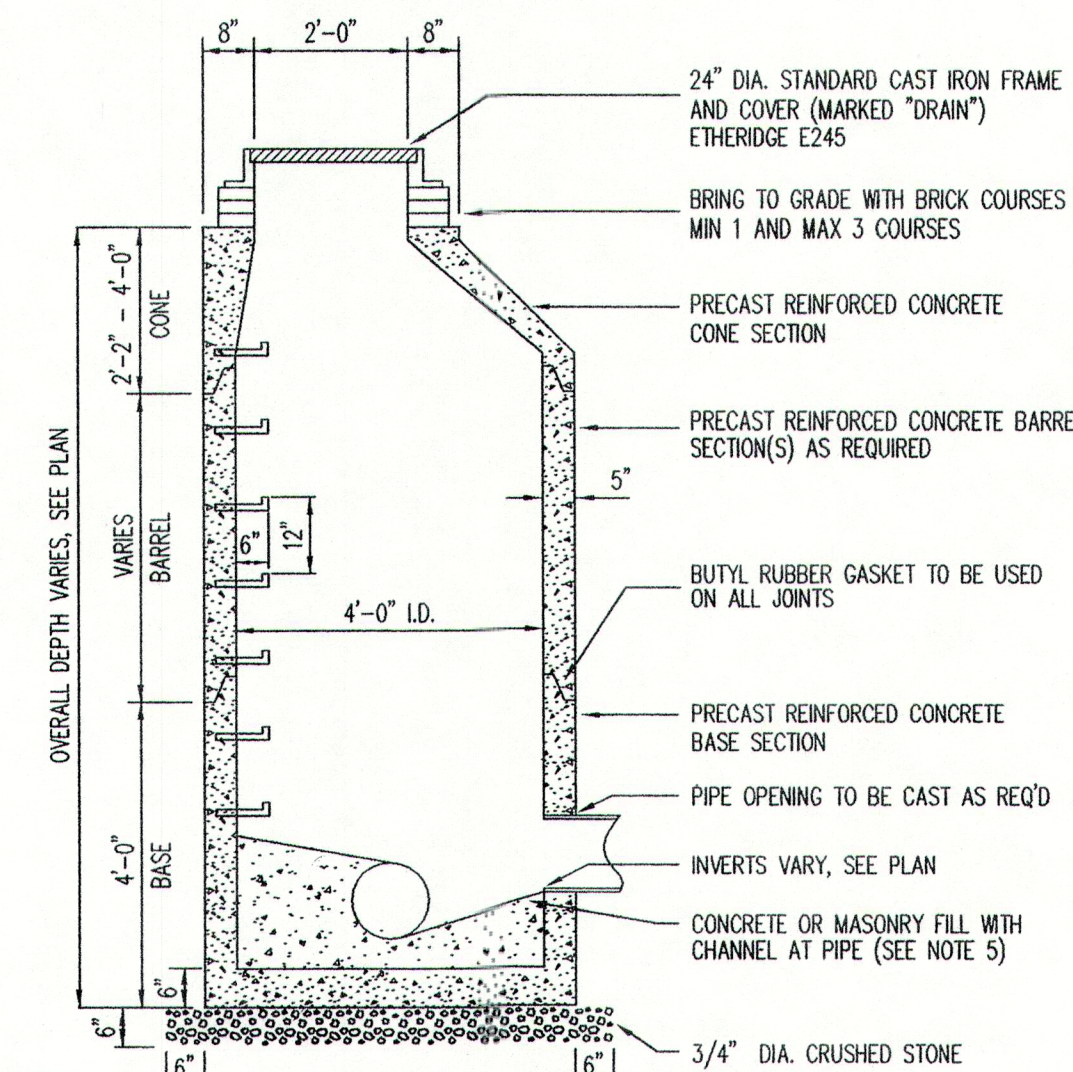 8" 2'-0" 8"
24" DIA. STANDARD CAST IRON FRAME
AND COVER (MARKED "DRAIN")
ETHERIDGE E245
BRING TO GRADE WITH BRICK COURSES
MIN 1 AND MAX 3 COURSES
2'-2" - 4'-0"
CONE
PRECAST REINFORCED CONCRETE
CONE SECTION
PRECAST REINFORCED CONCRETE BARRE
SECTION(S) AS REQUIRED
OVERALL DEPTH VARIES, SEE PLAN
VARIES
BARREL
5"
6"
12"
4'-0" I.D.
BUTYL RUBBER GASKET TO BE USED
ON ALL JOINTS
PRECAST REINFORCED CONCRETE
BASE SECTION
PIPE OPENING TO BE CAST AS REQ'D
4'-0"
BASE
INVERTS VARY, SEE PLAN
CONCRETE OR MASONRY FILL WITH
CHANNEL AT PIPE (SEE NOTE 5)
6"
6"
6"
6"
3/4" DIA. CRUSHED STONE